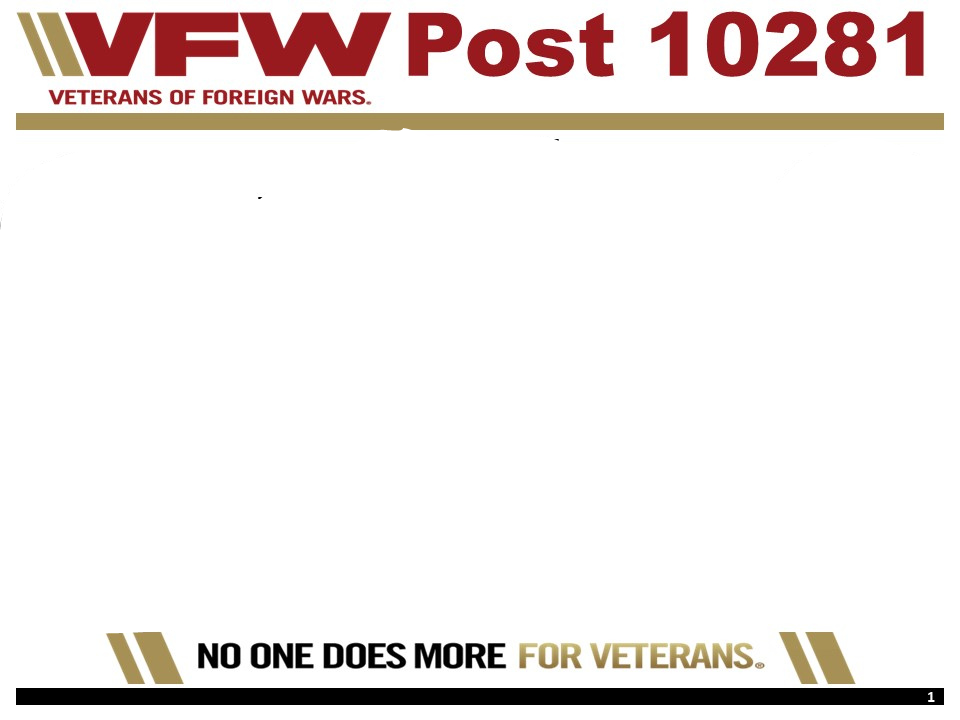 VFW Post 10281
VETERANS OF FOREIGN WARS.
NO ONE DOES MORE FOR VETERANS.®
1